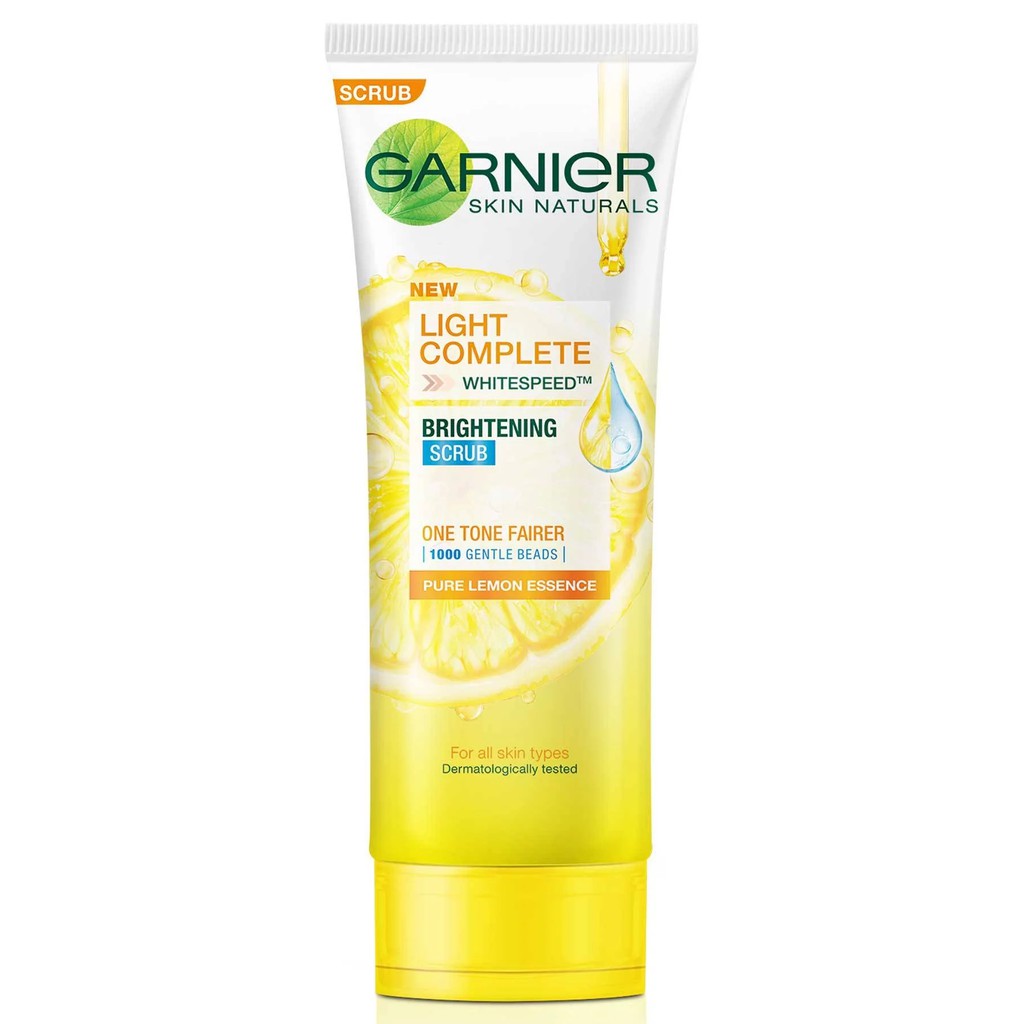 SCRUB
GARNIER
SKIN NATURALS
NEW
LIGHT
COMPLETE
WHITESPEED™
BRIGHTENING
SCRUB
ONE TONE FAIRER
| 1000 GENTLE BEADS |
PURE LEMON ESSENCE
For all skin types
Dermatologically tested